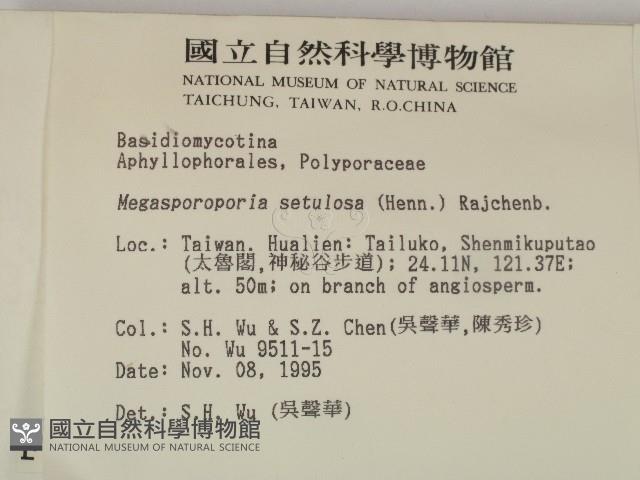 國立自然科學博物館
NATIONAL MUSEUM OF NATURAL SCIENCE
TAICHUNG, TAIWAN, R.O.CHINA
Basidiomycotina
Aphyllophorales, Polyporaceae
Megasporoporia setulosa (Henn.) Rajchenb.
Loc.: Taiwan. Hualien: Tailuko, Shenmikuputao
(太魯閣,神秘谷步道); 24.11N, 121.37E;
alt. 50m; on branch of angiosperm.
Col.: S.H. Wu & S.Z. Chen(吳聲華,陳秀珍)
No. Wu 9511-15
Date: Nov. 08, 1995
Det.: S.H. Wu (吳聲華)
國立自然科學博物館
NATIONAL MUSEUM OF NATURAL SCIENCE